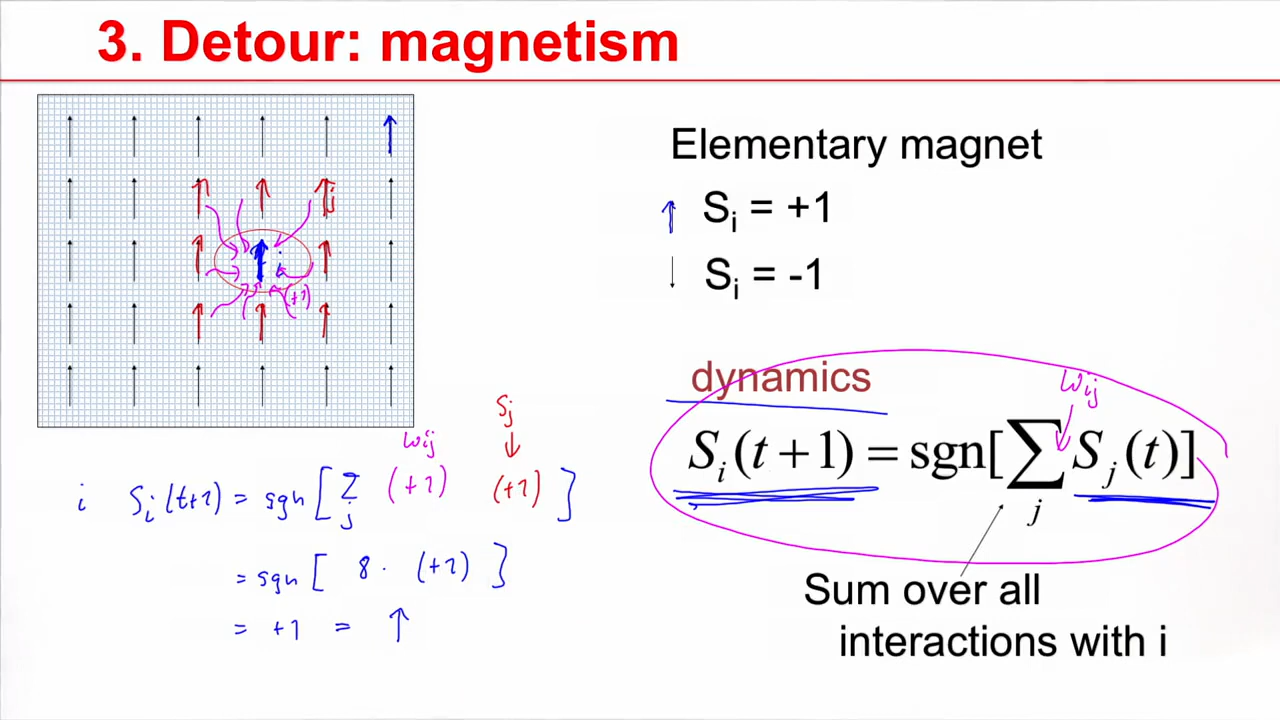 3. Detour: magnetism
Elementary magnet
↑ Sᵢ = +1
↓ Sᵢ = -1
j
i
(+1)
dynamics
wᵢⱼ
Sᵢ(t+1) = sgn[∑ Sⱼ(t)]
j
Sum over all
interactions with i
wᵢⱼ Sⱼ
i Sᵢ(t+1) = sgn [ ∑ⱼ (+1) (+1) ]
= sgn [ 8 · (+1) ]
= +1 = ↑